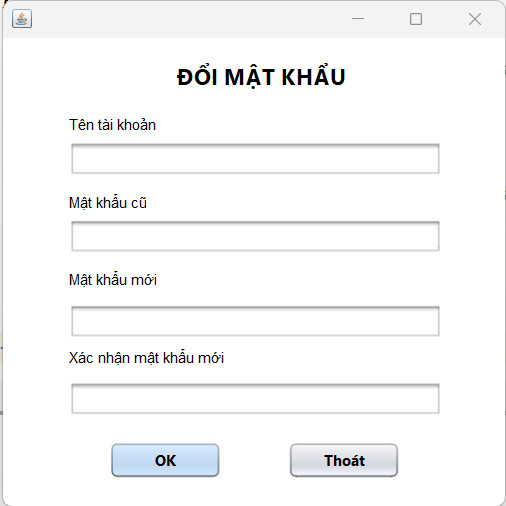 ĐỔI MẬT KHẨU
Tên tài khoản
Mật khẩu cũ
Mật khẩu mới
Xác nhận mật khẩu mới
OK
Thoát